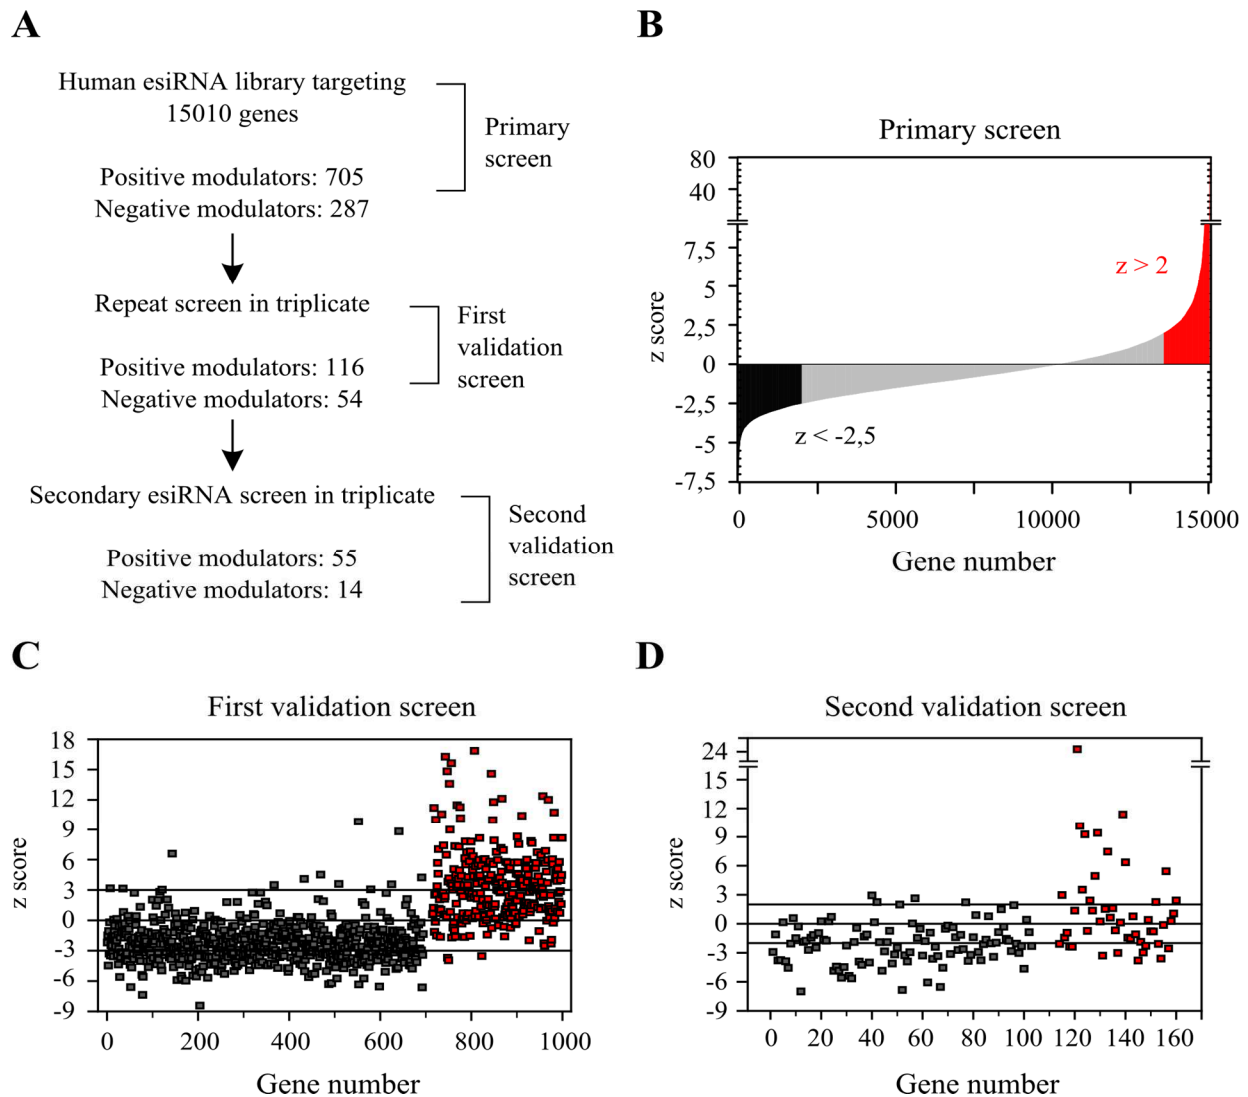 A
Human esiRNA library targeting
15010 genes
Positive modulators: 705
Negative modulators: 287
Primary
screen
Repeat screen in triplicate
Positive modulators: 116
Negative modulators: 54
First
validation
screen
Secondary esiRNA screen in triplicate
Positive modulators: 55
Negative modulators: 14
Second
validation
screen
B
Primary screen
80
40
7,5
5
2,5
0
-2,5
-5
-7,5
z score
z > 2
z < -2,5
0 5000 10000 15000
Gene number
C
First validation screen
18
15
12
9
6
3
0
-3
-6
-9
z score
0 200 400 600 800 1000
Gene number
D
Second validation screen
24
15
12
9
6
3
0
-3
-6
-9
z score
0 20 40 60 80 100 120 140 160
Gene number